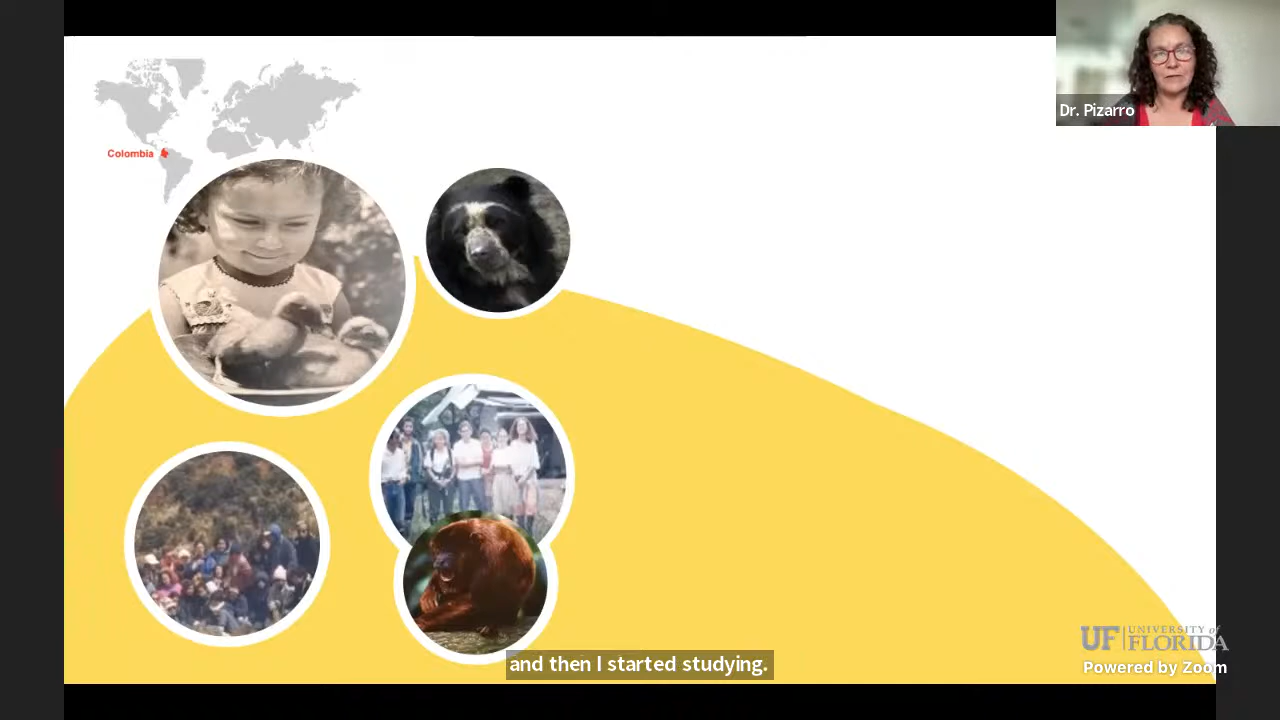 Dr. Pizarro
Colombia
and then I started studying.
UF UNIVERSITY of
FLORIDA
Powered by Zoom